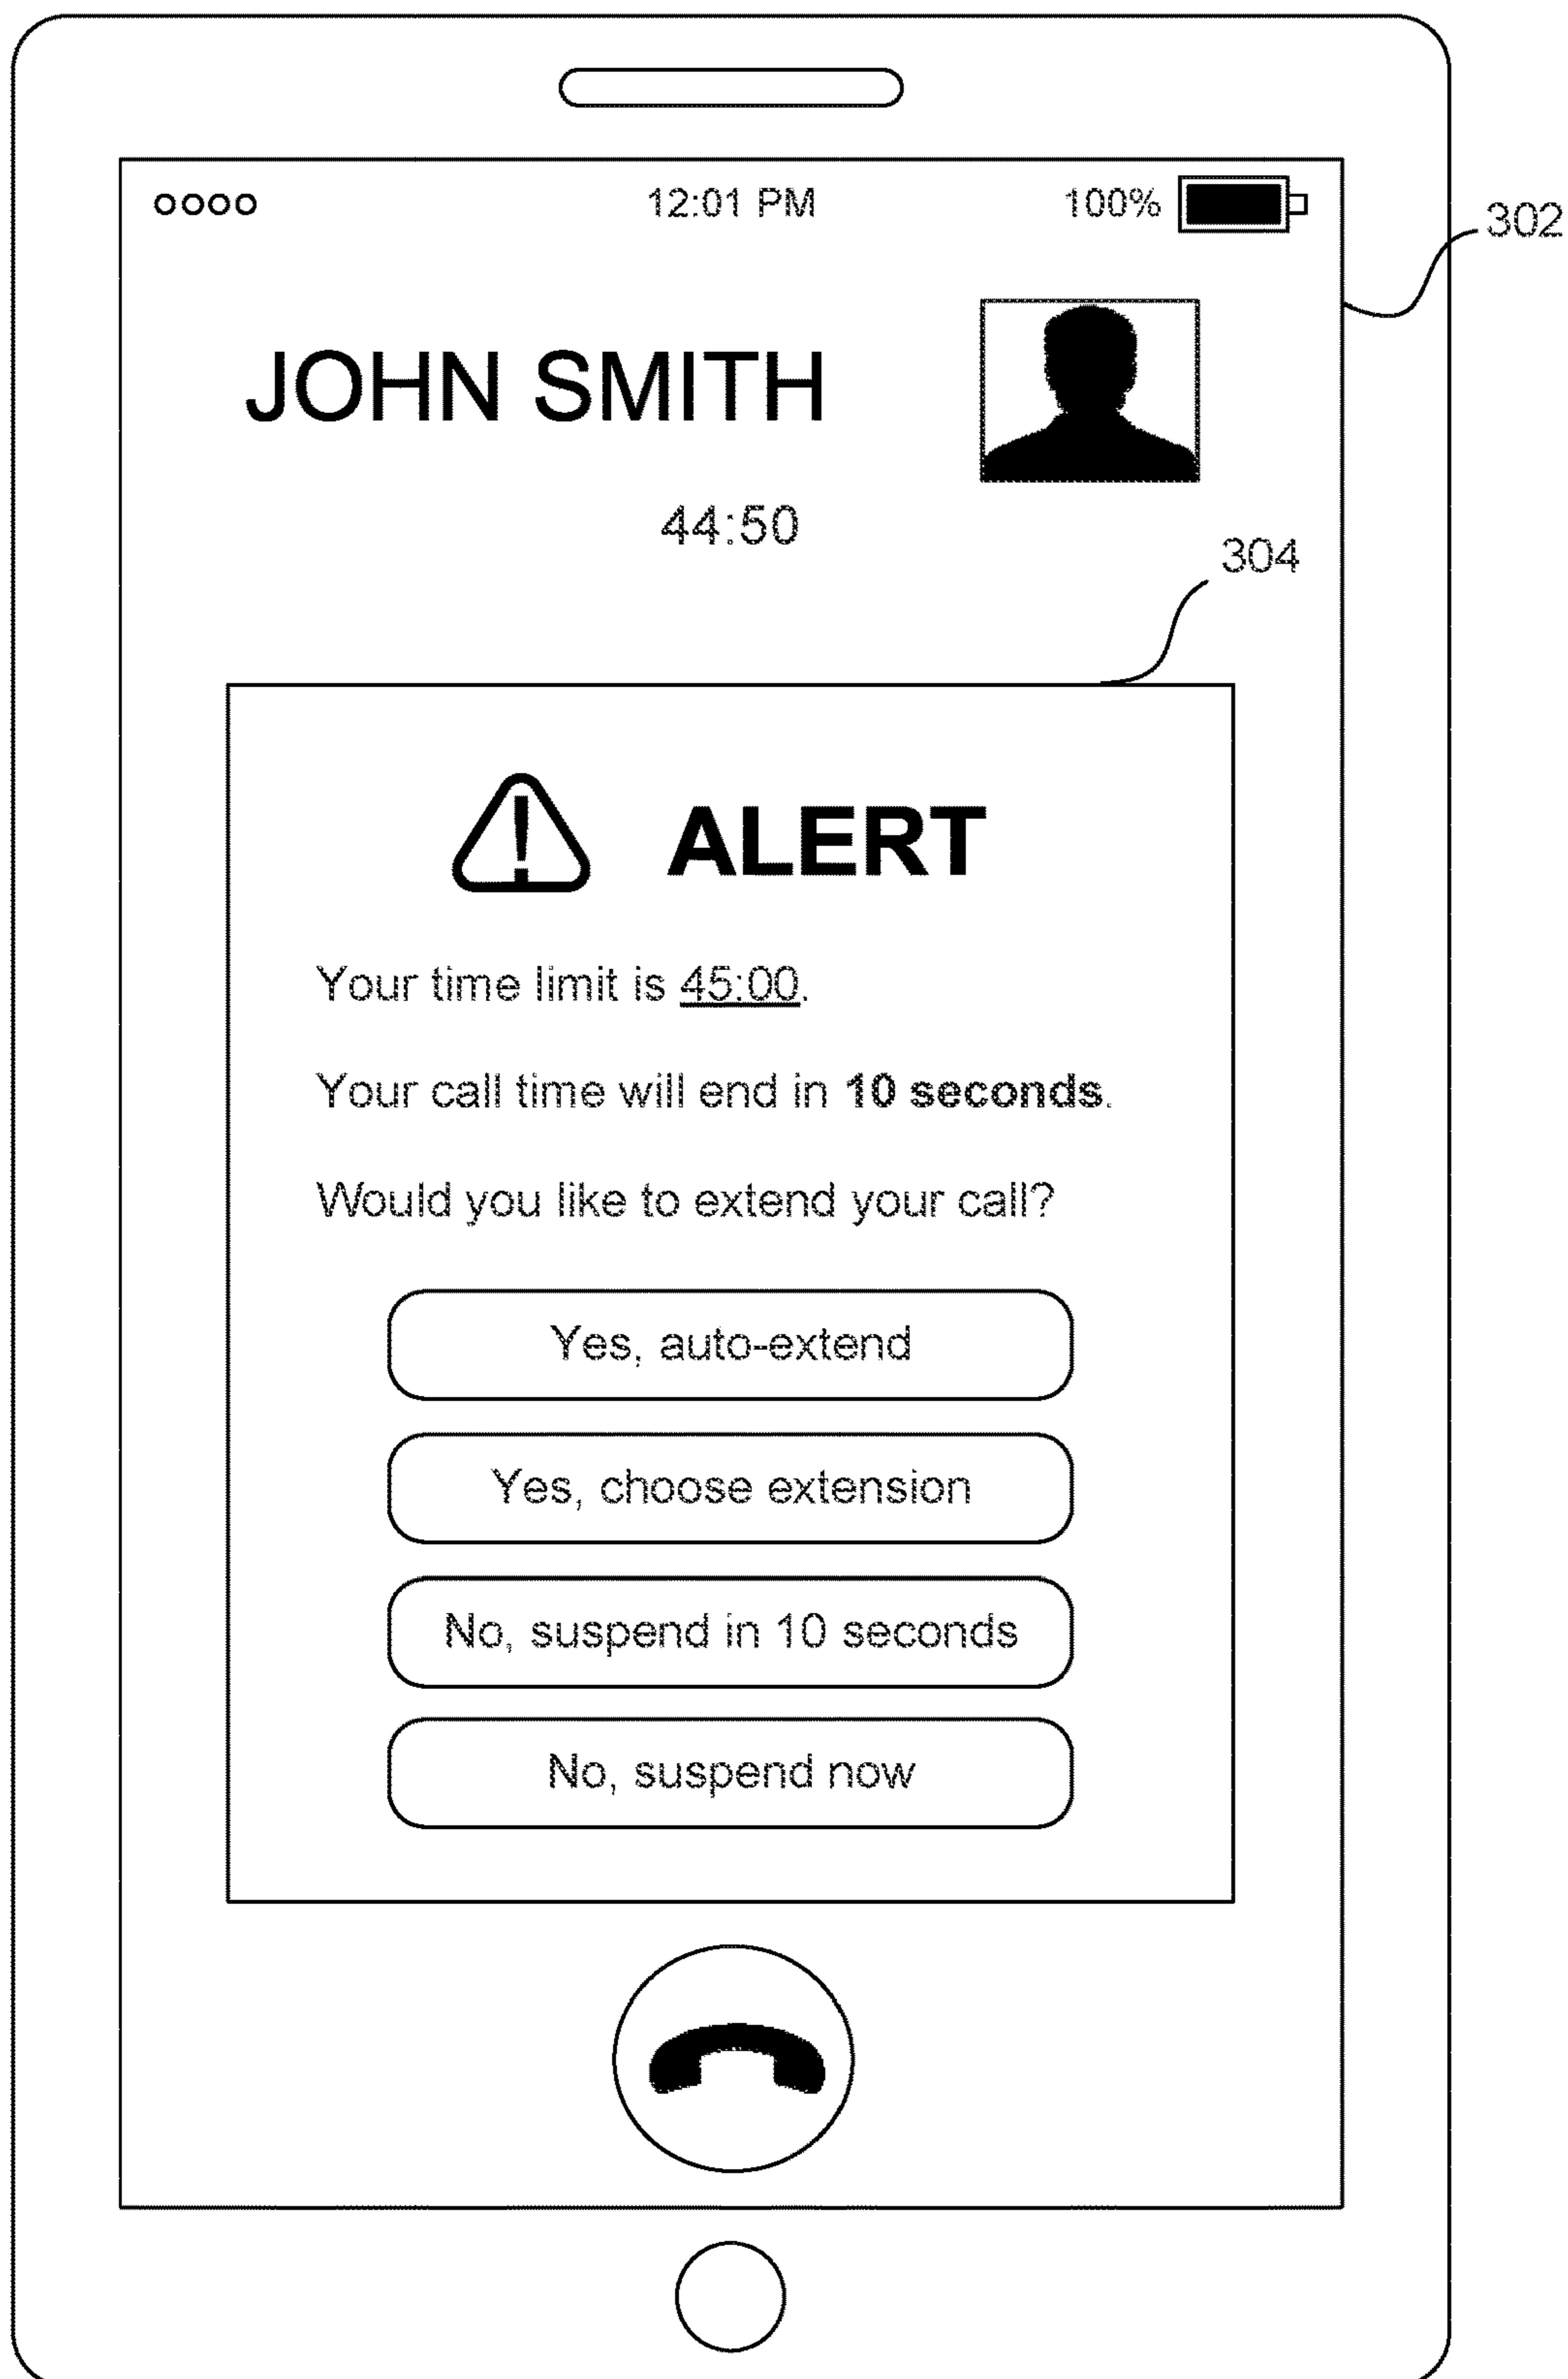 12:01 PM 100%
302
JOHN SMITH
44:50
304
ALERT
Your time limit is 45:00.
Your call time will end in 10 seconds.
Would you like to extend your call?
Yes, auto-extend
Yes, choose extension
No, suspend in 10 seconds
No, suspend now